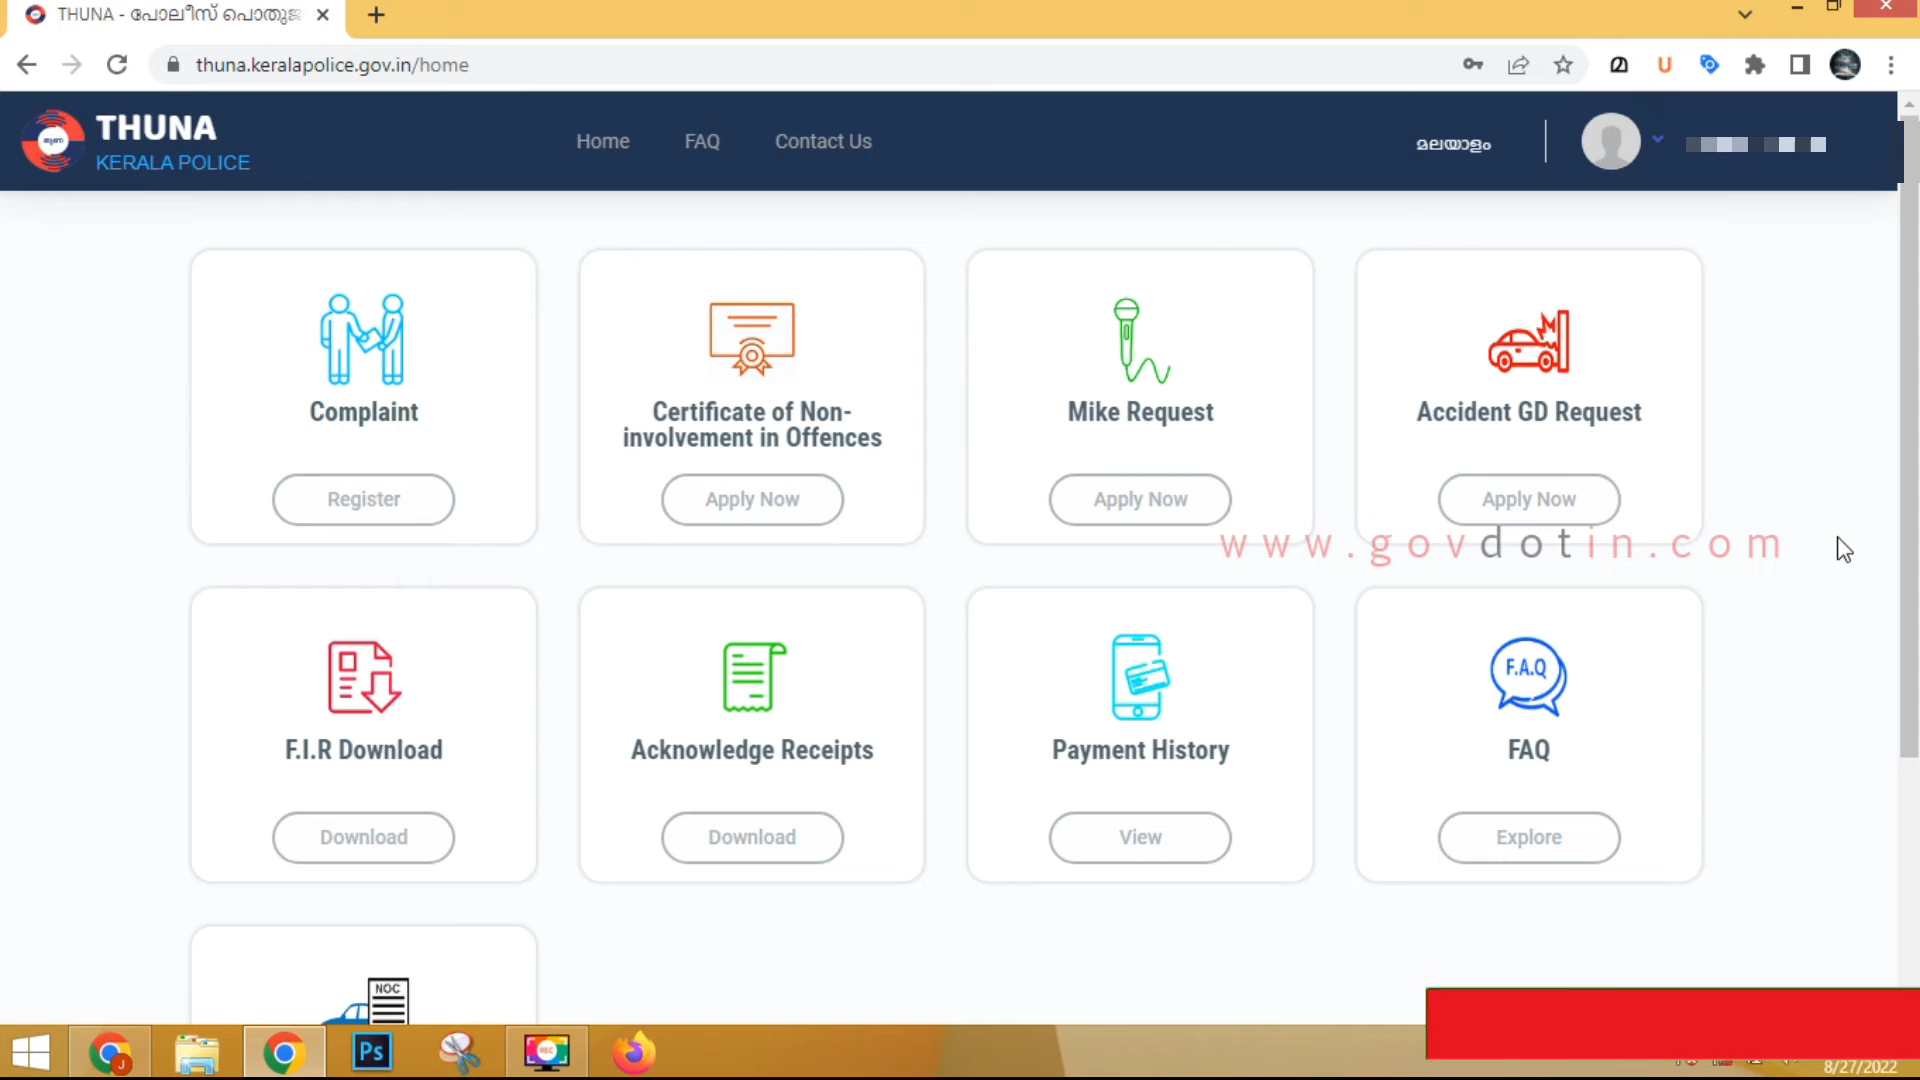 THUNA - പോലീസ് പൊതുജ
thuna.keralapolice.gov.in/home
തുണ
THUNA
KERALA POLICE
Home
FAQ
Contact Us
മലയാളം
Complaint
Register
Certificate of Non-
involvement in Offences
Apply Now
Mike Request
Apply Now
Accident GD Request
Apply Now
www.govdotin.com
F.I.R Download
Download
Acknowledge Receipts
Download
Payment History
View
F.A.Q
FAQ
Explore
NOC
J
Ps
REC
8/27/2022